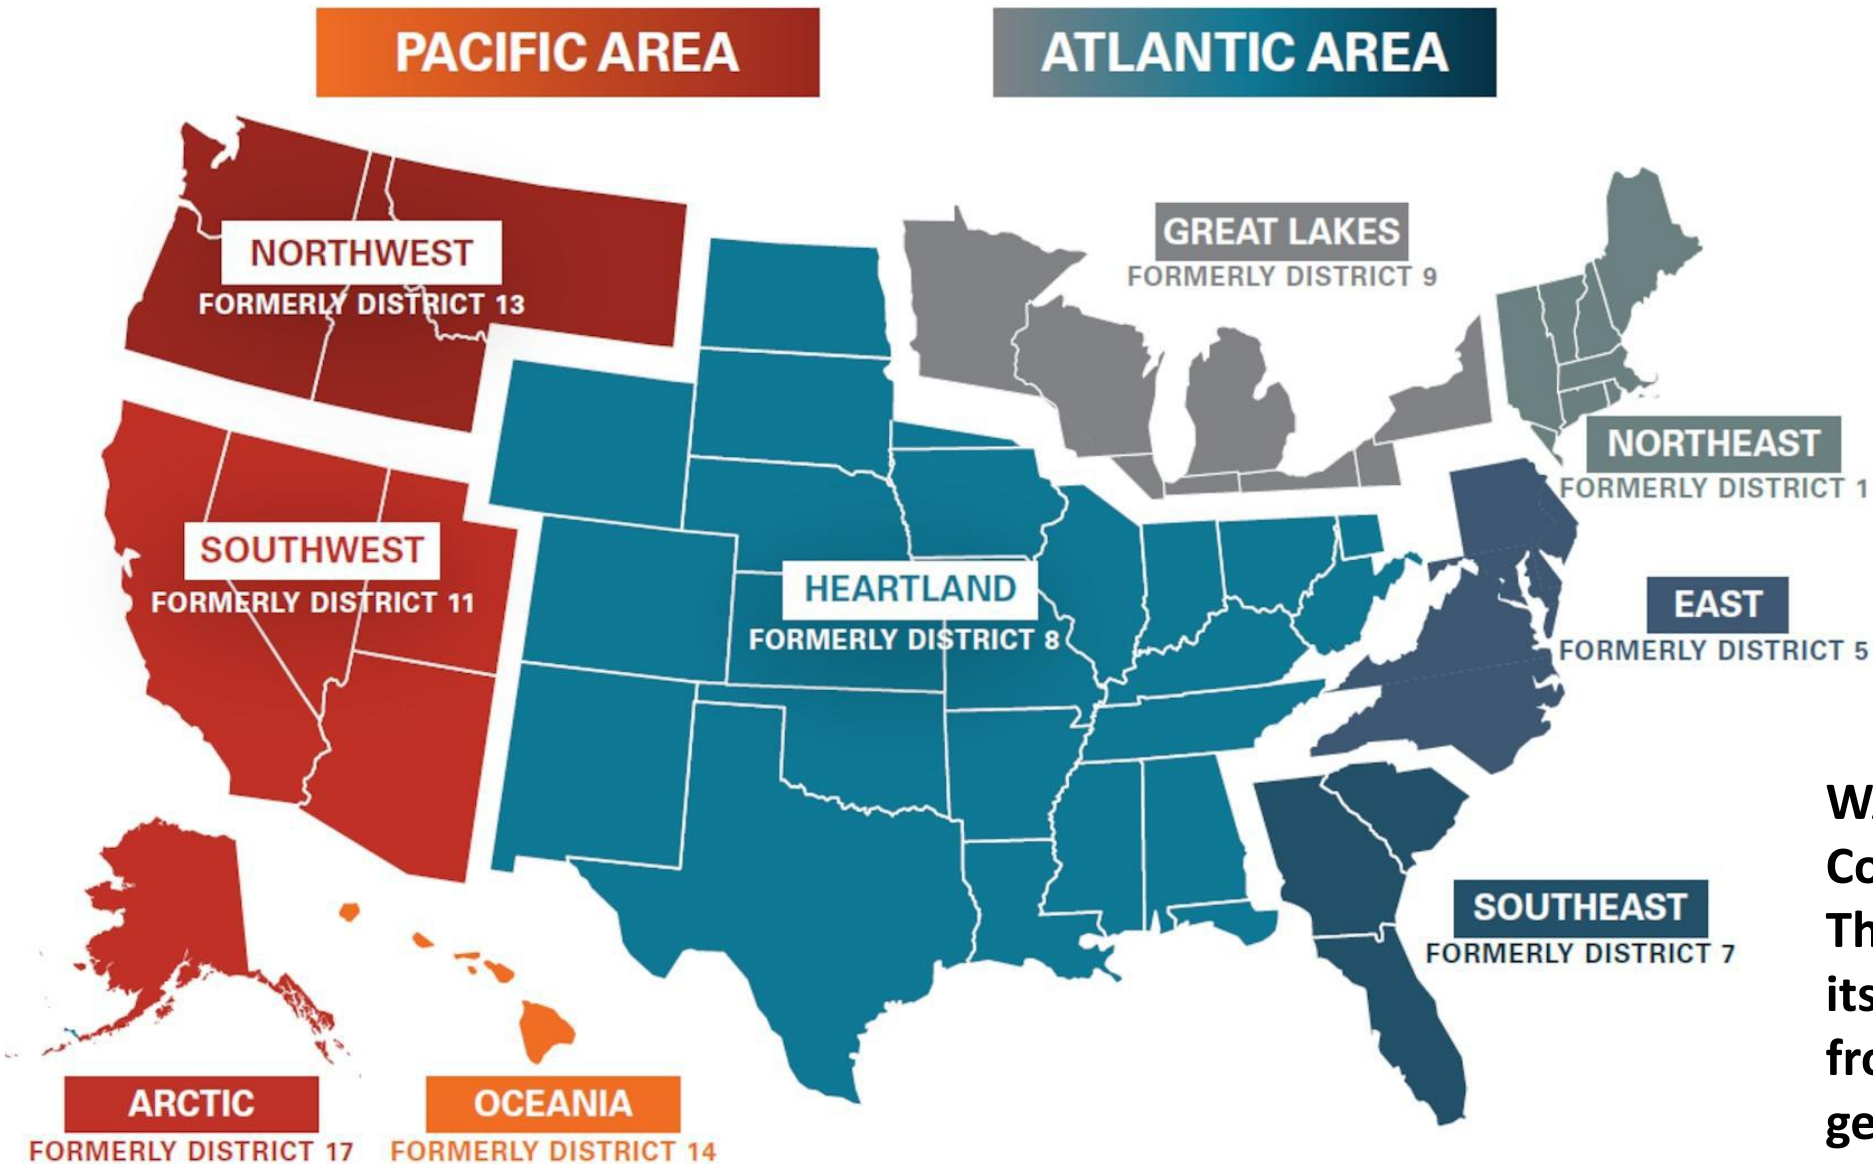 PACIFIC AREA
ATLANTIC AREA
NORTHWEST
FORMERLY DISTRICT 13
GREAT LAKES
FORMERLY DISTRICT 9
NORTHEAST
FORMERLY DISTRICT 1
SOUTHWEST
FORMERLY DISTRICT 11
HEARTLAND
FORMERLY DISTRICT 8
EAST
FORMERLY DISTRICT 5
SOUTHEAST
FORMERLY DISTRICT 7
ARCTIC
FORMERLY DISTRICT 17
OCEANIA
FORMERLY DISTRICT 14
its